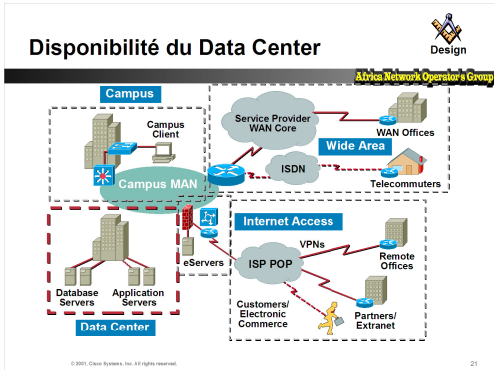 Disponibilité du Data Center
Design
Africa Network Operator's Group
Campus
Campus
Client
Service Provider
WAN Core
WAN Offices
Wide Area
ISDN
Telecommuters
Campus MAN
Internet Access
eServers
VPNs
ISP POP
Remote
Offices
Database
Servers
Application
Servers
Customers/
Electronic
Commerce
Partners/
Extranet
Data Center
© 2001, Cisco Systems, Inc. All rights reserved.
21